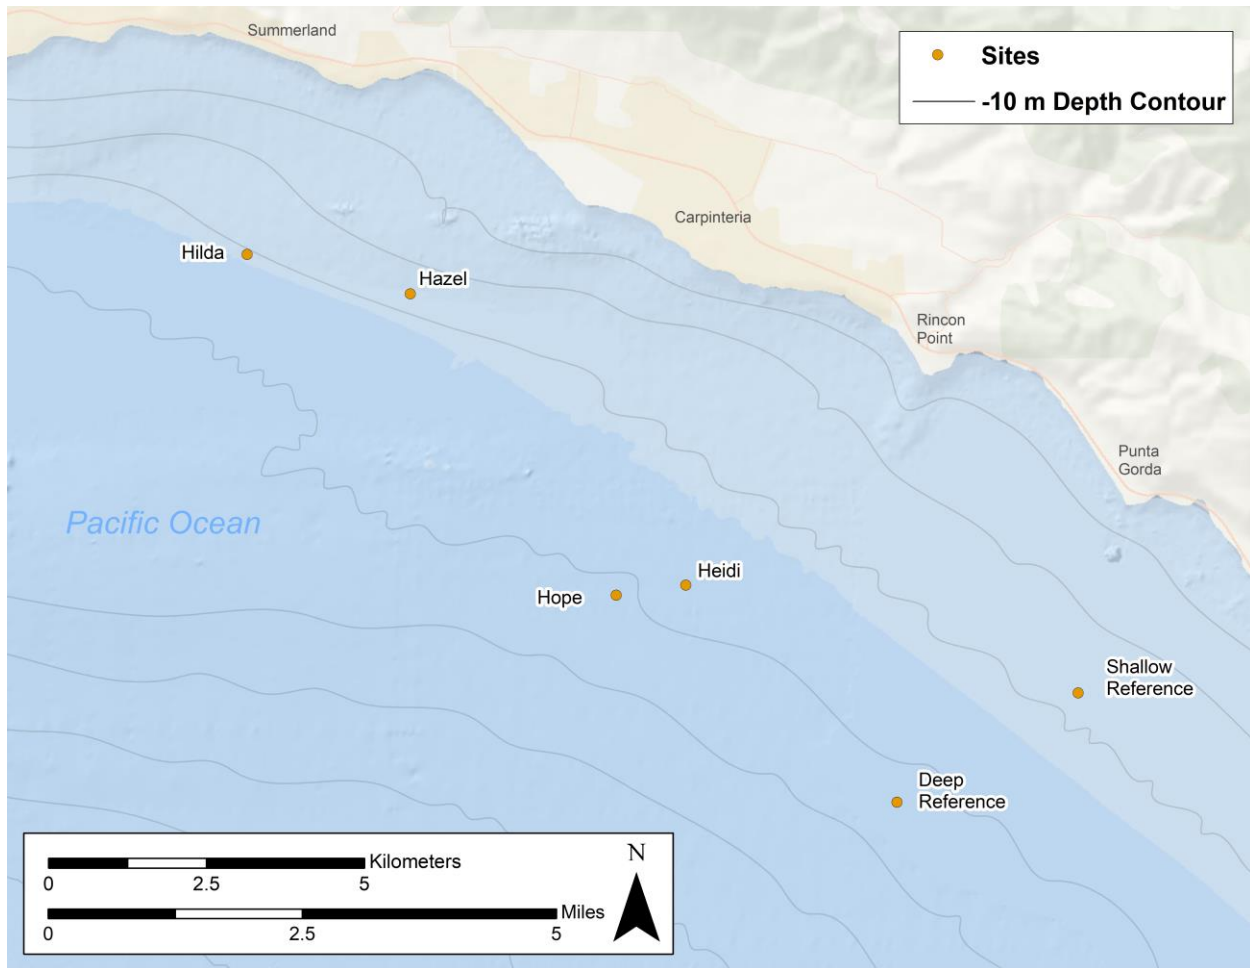 Summerland
Sites
-10 m Depth Contour
Carpinteria
Hilda
Hazel
Rincon
Point
Punta
Gorda
Pacific Ocean
Heidi
Hope
Shallow
Reference
Deep
Reference
Kilometers
0 2.5 5
Miles
0 2.5 5
N